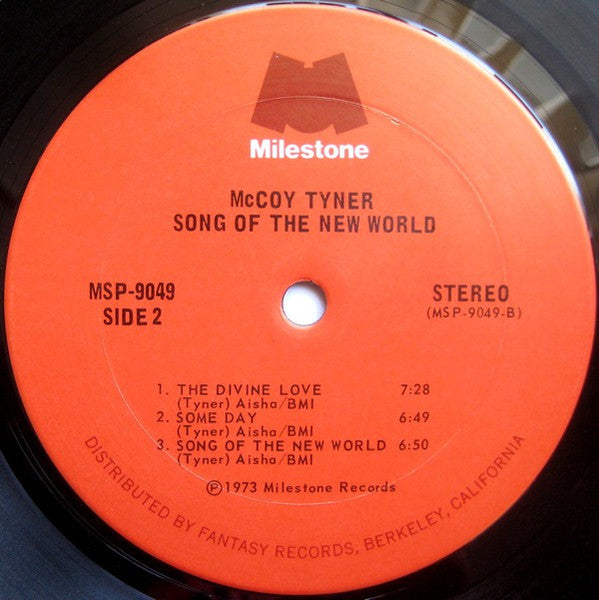 Milestone
McCOY TYNER
SONG OF THE NEW WORLD
MSP-9049
SIDE 2
STEREO
(MSP-9049-B)
1. THE DIVINE LOVE 7:28
(Tyner) Aisha/BMI
2. SOME DAY 6:49
(Tyner) Aisha/BMI
3. SONG OF THE NEW WORLD 6:50
(Tyner) Aisha/BMI
Ⓟ1973 Milestone Records
DISTRIBUTED BY FANTASY RECORDS, BERKELEY, CALIFORNIA